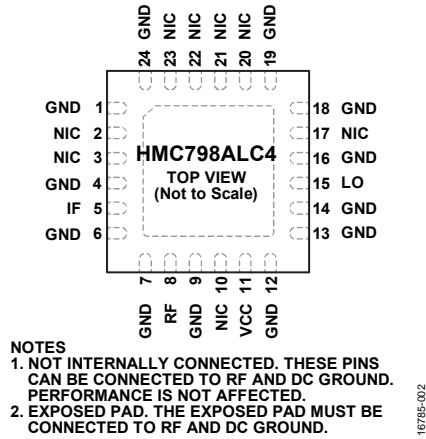 24 GND
23 NIC
22 NIC
21 NIC
20 NIC
19 GND
GND 1
NIC 2
NIC 3
GND 4
IF 5
GND 6
HMC798ALC4
TOP VIEW
(Not to Scale)
18 GND
17 NIC
16 GND
15 LO
14 GND
13 GND
GND 7
RF 8
GND 9
NIC 10
VCC 11
GND 12
NOTES
1. NOT INTERNALLY CONNECTED. THESE PINS
CAN BE CONNECTED TO RF AND DC GROUND.
PERFORMANCE IS NOT AFFECTED.
2. EXPOSED PAD. THE EXPOSED PAD MUST BE
CONNECTED TO RF AND DC GROUND.
16785-002